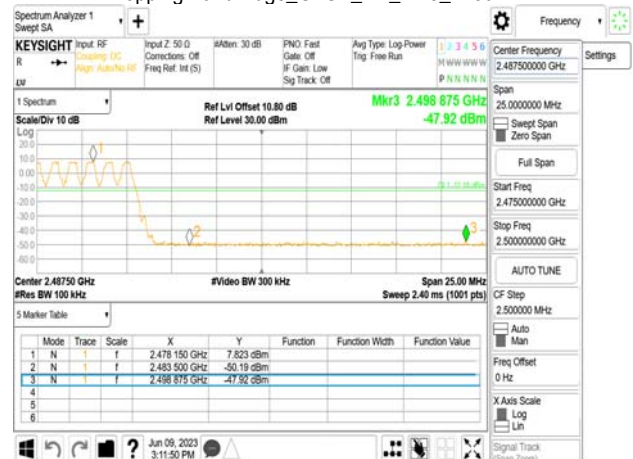 Spectrum Analyzer 1
Swept SA
+
Frequency
KEYSIGHT
Input: RF
Coupling: DC
Align: Auto/No RF
Input Z: 50 Ω
Corrections: Off
Freq Ref: Int (S)
#Atten: 30 dB
PNO: Fast
Gate: Off
IF Gain: Low
Sig Track: Off
Avg Type: Log-Power
Trig: Free Run
1 2 3 4 5 6
M W W W W W
P N N N N N
R
LVI
Center Frequency
2.487500000 GHz
Settings
Span
25.0000000 MHz
Swept Span
Zero Span
Full Span
Start Freq
2.475000000 GHz
Stop Freq
2.500000000 GHz
AUTO TUNE
CF Step
2.500000 MHz
Auto
Man
Freq Offset
0 Hz
X Axis Scale
Log
Lin
Signal Track
(Span Zoom)
1 Spectrum
Scale/Div 10 dB
Ref Lvl Offset 10.80 dB
Ref Level 30.00 dBm
Mkr3 2.498 875 GHz
-47.92 dBm
Log
20.0
10.0
0.00
-10.0
-20.0
-30.0
-40.0
-50.0
-60.0
1
2
3
Center 2.48750 GHz
#Res BW 100 kHz
#Video BW 300 kHz
Span 25.00 MHz
Sweep 2.40 ms (1001 pts)
5 Marker Table
Mode Trace Scale X Y Function Function Width Function Value
1 N 1 f 2.478 150 GHz 7.823 dBm
2 N 1 f 2.483 500 GHz -50.19 dBm
3 N 1 f 2.498 875 GHz -47.92 dBm
4
5
6
?
Jun 09, 2023
3:11:50 PM